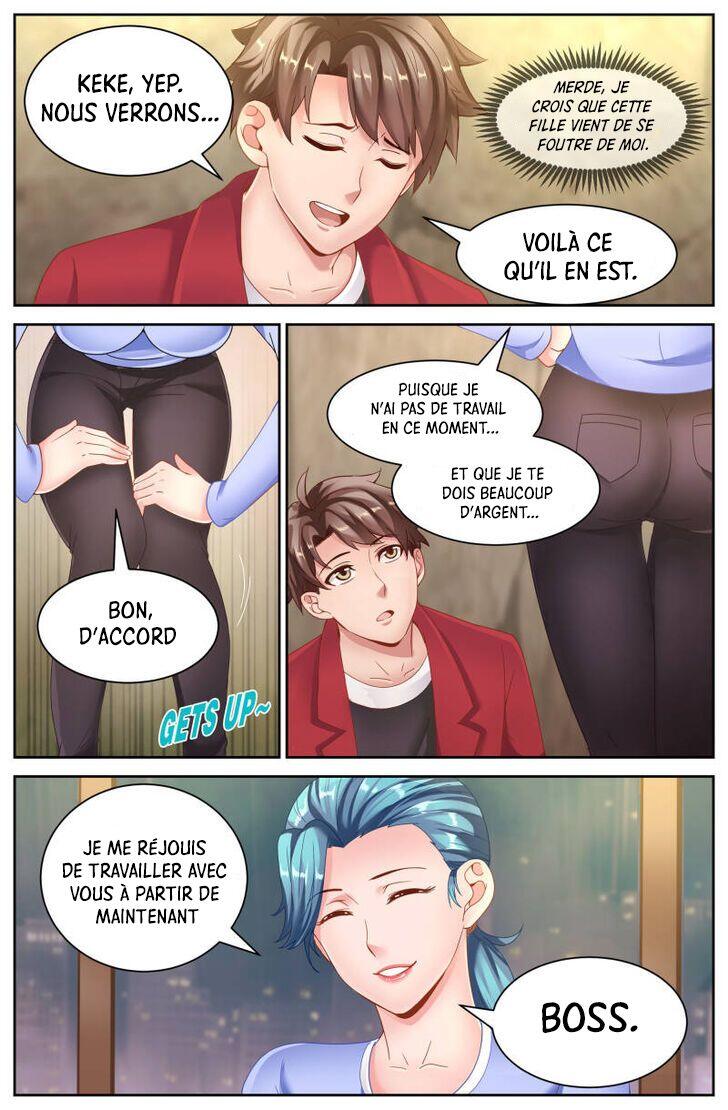 KEKE, YEP.
NOUS VERRONS...
MERDE, JE
CROIS QUE CETTE
FILLE VIENT DE SE
FOUTRE DE MOI.
VOILÀ CE
QU'IL EN EST.
BON,
D'ACCORD
GETS UP~
PUISQUE JE
N'AI PAS DE TRAVAIL
EN CE MOMENT...
ET QUE JE TE
DOIS BEAUCOUP
D'ARGENT...
JE ME RÉJOUIS
DE TRAVAILLER AVEC
VOUS À PARTIR DE
MAINTENANT
BOSS.